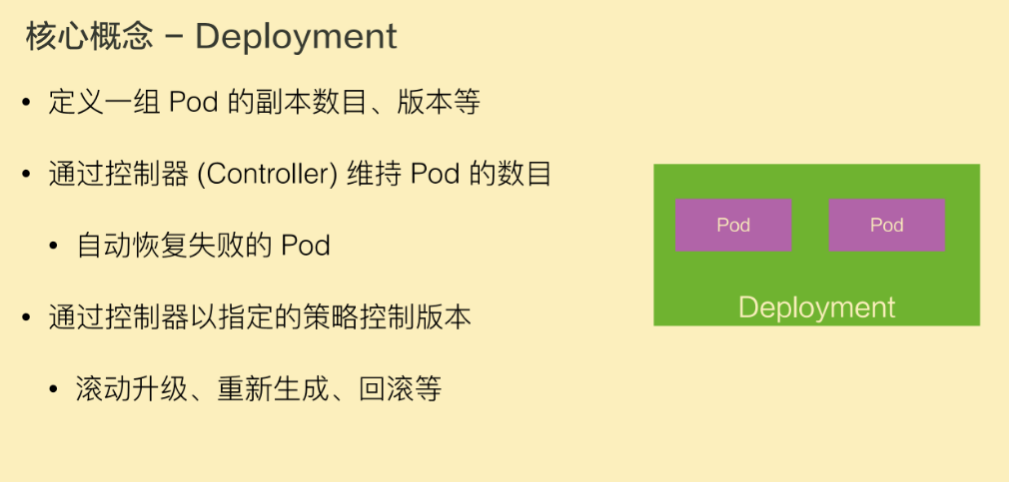 核心概念 – Deployment
• 定义一组 Pod 的副本数目、版本等
• 通过控制器 (Controller) 维持 Pod 的数目
• 自动恢复失败的 Pod
• 通过控制器以指定的策略控制版本
• 滚动升级、重新生成、回滚等
Pod Pod
Deployment